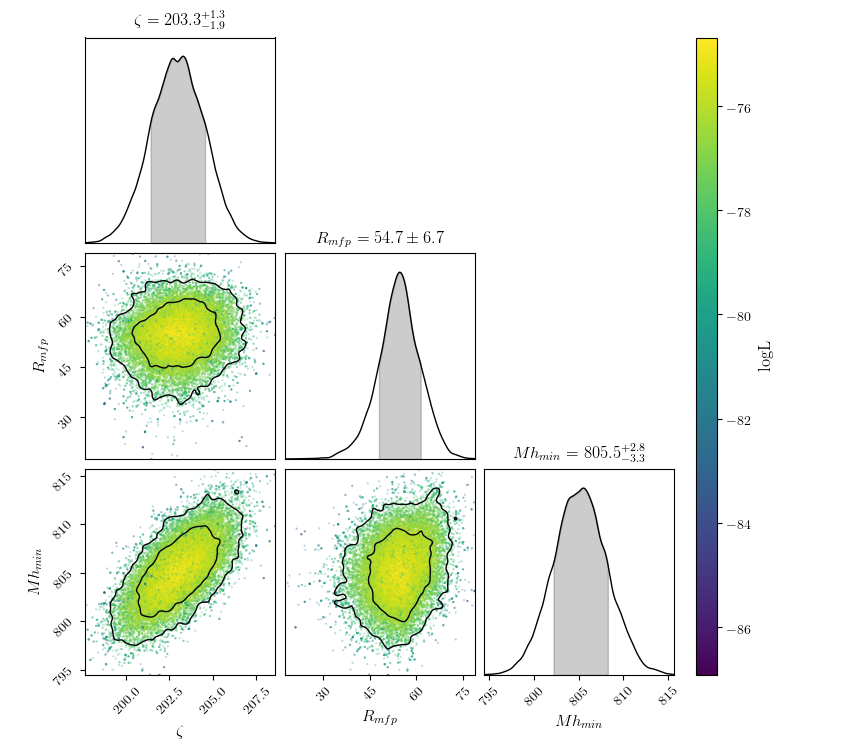 ζ = 203.3^{+1.3}_{-1.9}
−76
−78
−80
−82
−84
−86
logL
R_{mfp} = 54.7 ± 6.7
75
60
45
30
R_{mfp}
Mh_{min} = 805.5^{+2.8}_{-3.3}
815
810
805
800
795
Mh_{min}
200.0 202.5 205.0 207.5
ζ
30 45 60 75
R_{mfp}
795 800 805 810 815
Mh_{min}